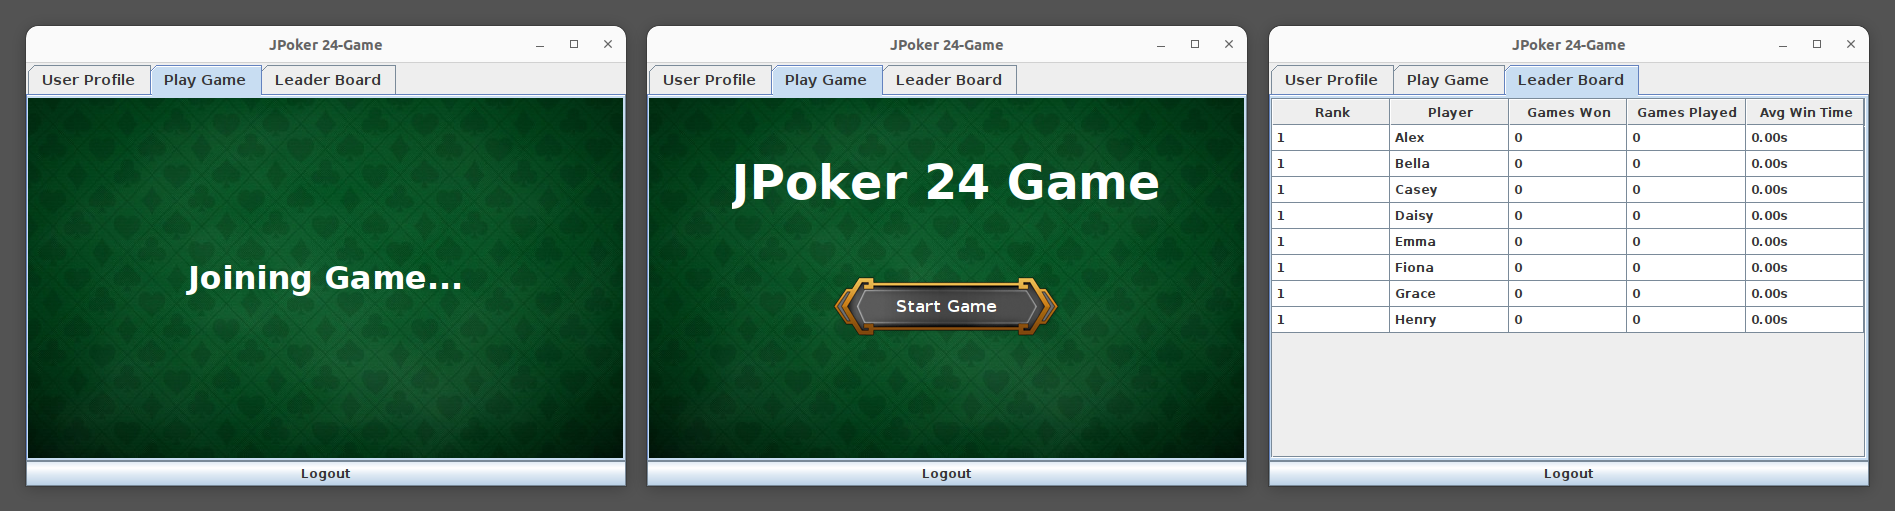 JPoker 24-Game
User Profile Play Game Leader Board
Joining Game...
Logout
JPoker 24-Game
User Profile Play Game Leader Board
JPoker 24 Game
Start Game
Logout
JPoker 24-Game
User Profile Play Game Leader Board
Rank Player Games Won Games Played Avg Win Time
1 Alex 0 0 0.00s
1 Bella 0 0 0.00s
1 Casey 0 0 0.00s
1 Daisy 0 0 0.00s
1 Emma 0 0 0.00s
1 Fiona 0 0 0.00s
1 Grace 0 0 0.00s
1 Henry 0 0 0.00s
Logout